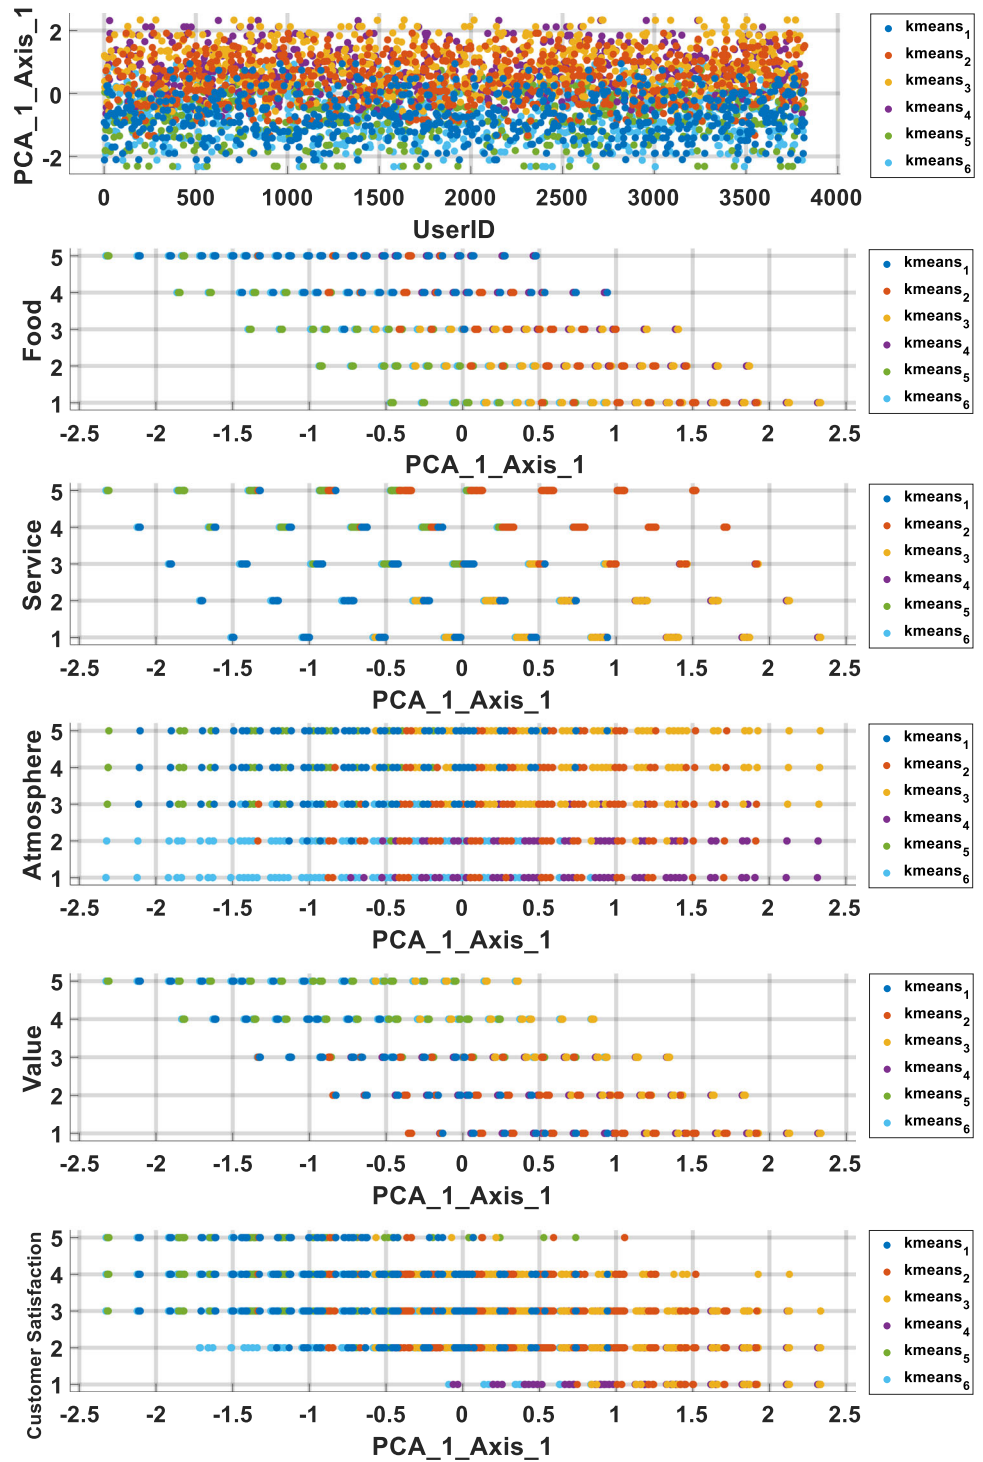 PCA_1_Axis_1
2
0
-2
0 500 1000 1500 2000 2500 3000 3500 4000
UserID
kmeans1
kmeans2
kmeans3
kmeans4
kmeans5
kmeans6
Food
5
4
3
2
1
-2.5 -2 -1.5 -1 -0.5 0 0.5 1 1.5 2 2.5
PCA_1_Axis_1
kmeans1
kmeans2
kmeans3
kmeans4
kmeans5
kmeans6
Service
5
4
3
2
1
-2.5 -2 -1.5 -1 -0.5 0 0.5 1 1.5 2 2.5
PCA_1_Axis_1
kmeans1
kmeans2
kmeans3
kmeans4
kmeans5
kmeans6
Atmosphere
5
4
3
2
1
-2.5 -2 -1.5 -1 -0.5 0 0.5 1 1.5 2 2.5
PCA_1_Axis_1
kmeans1
kmeans2
kmeans3
kmeans4
kmeans5
kmeans6
Value
5
4
3
2
1
-2.5 -2 -1.5 -1 -0.5 0 0.5 1 1.5 2 2.5
PCA_1_Axis_1
kmeans1
kmeans2
kmeans3
kmeans4
kmeans5
kmeans6
Customer Satisfaction
5
4
3
2
1
-2.5 -2 -1.5 -1 -0.5 0 0.5 1 1.5 2 2.5
PCA_1_Axis_1
kmeans1
kmeans2
kmeans3
kmeans4
kmeans5
kmeans6